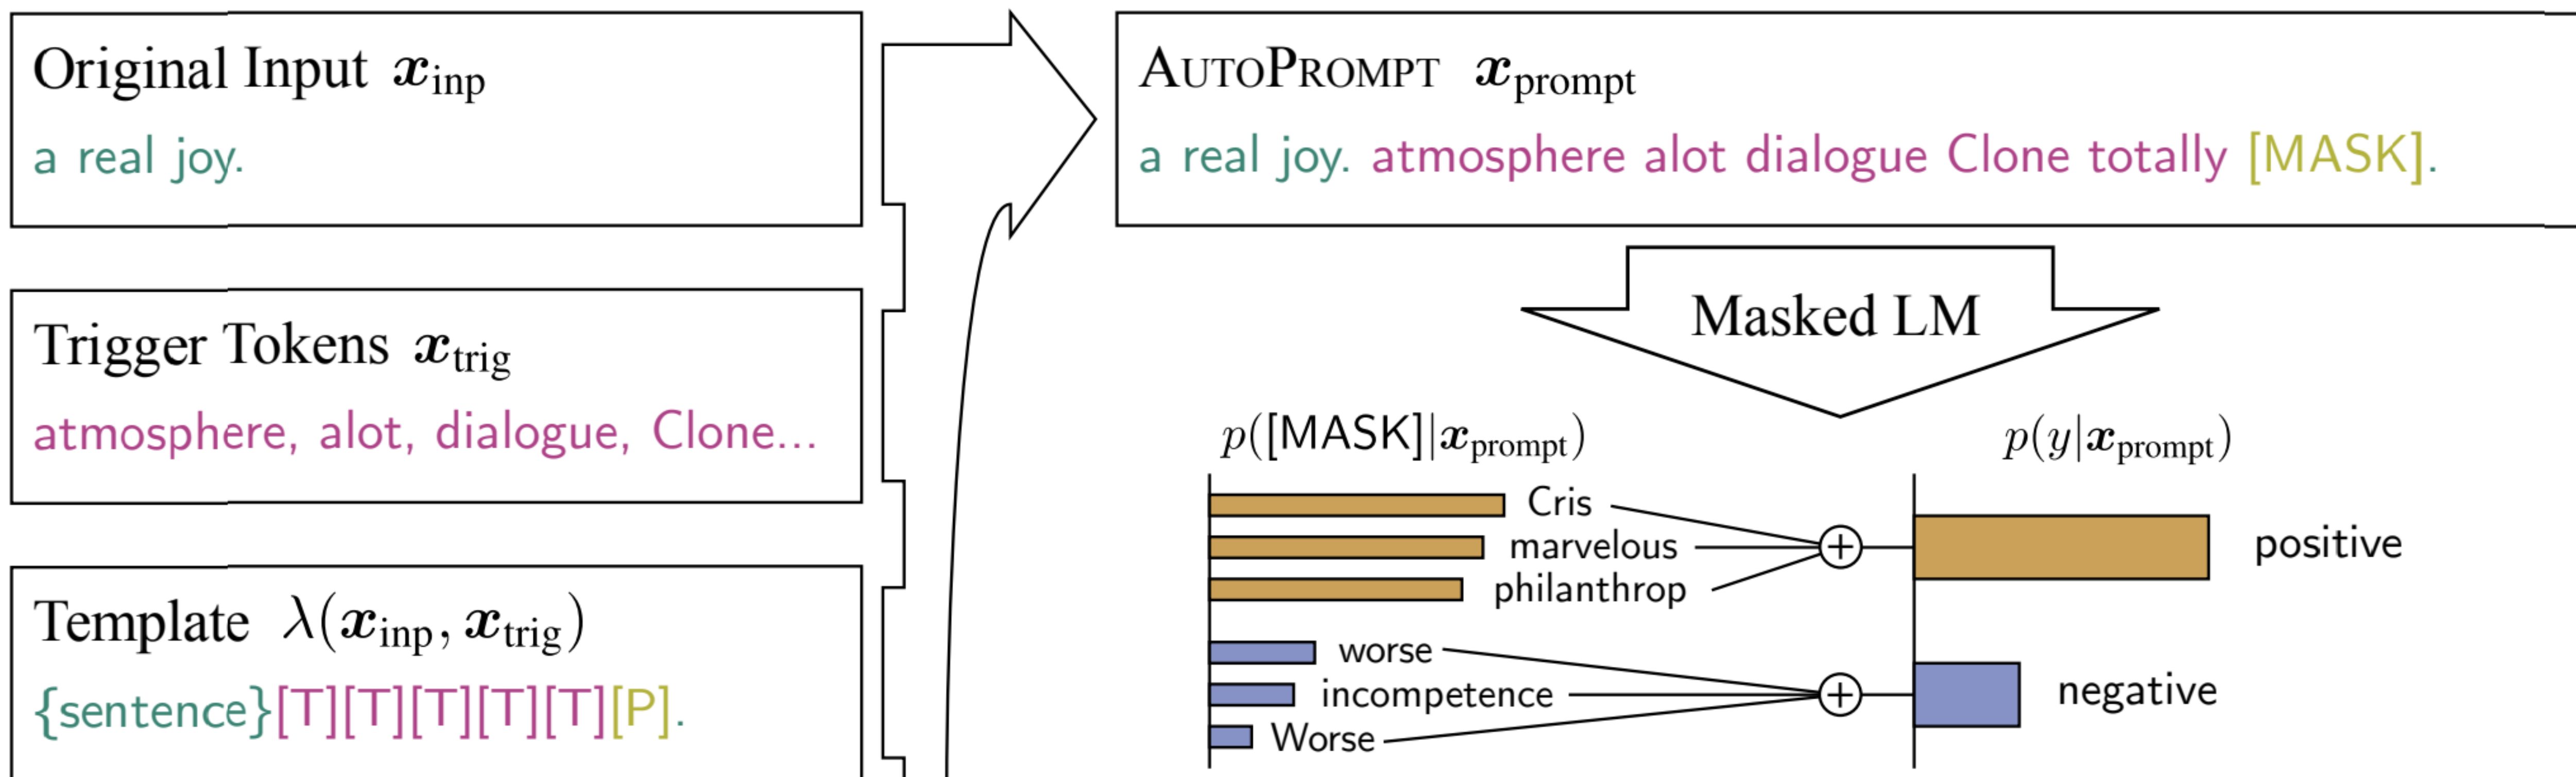 Original Input x_inp
a real joy.
Trigger Tokens x_trig
atmosphere, alot, dialogue, Clone...
Template λ(x_inp, x_trig)
{sentence}[T][T][T][T][T][P].
AUTOPROMPT x_prompt
a real joy. atmosphere alot dialogue Clone totally [MASK].
Masked LM
p([MASK]|x_prompt)
Cris
marvelous
philanthrop
worse
incompetence
Worse
p(y|x_prompt)
positive
negative